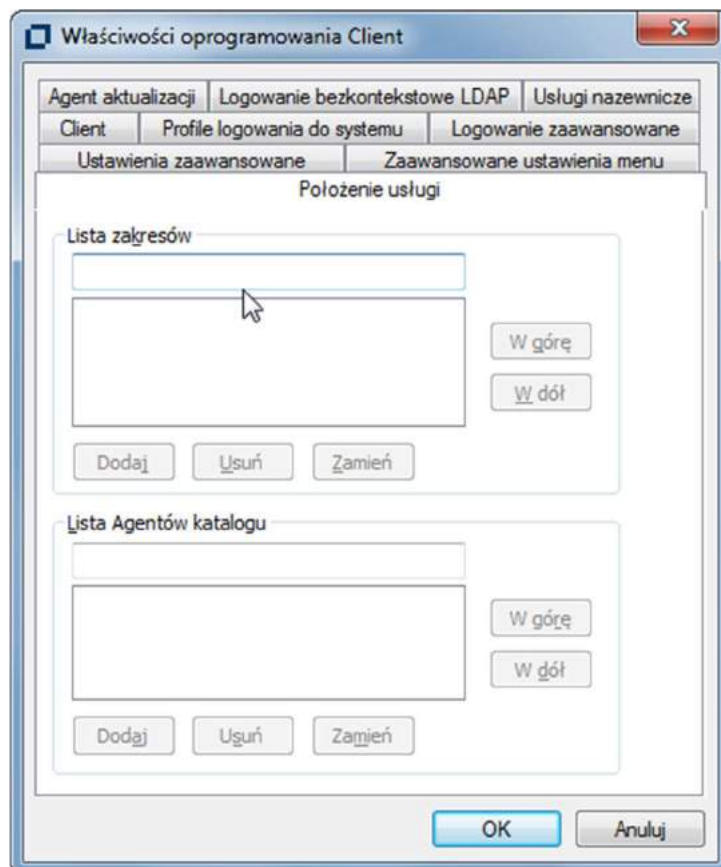 Właściwości oprogramowania Client
Agent aktualizacji Logowanie bezkontekstowe LDAP Usługi nazewnicze
Client Profile logowania do systemu Logowanie zaawansowane
Ustawienia zaawansowane Zaawansowane ustawienia menu
Położenie usługi
Lista zakresów
W górę
W dół
Dodaj Usuń Zamień
Lista Agentów katalogu
W górę
W dół
Dodaj Usuń Zamień
OK Anuluj